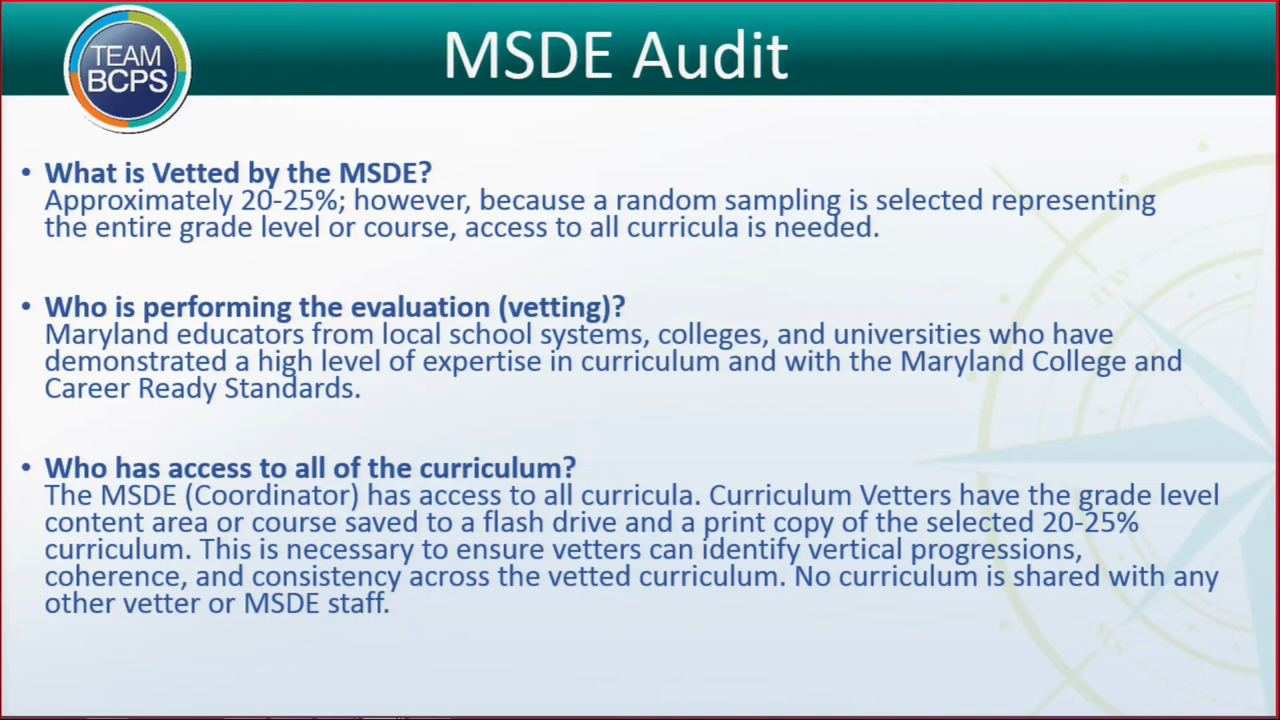 TEAM
BCPS
MSDE Audit
• What is Vetted by the MSDE?
Approximately 20-25%; however, because a random sampling is selected representing
the entire grade level or course, access to all curricula is needed.
• Who is performing the evaluation (vetting)?
Maryland educators from local school systems, colleges, and universities who have
demonstrated a high level of expertise in curriculum and with the Maryland College and
Career Ready Standards.
• Who has access to all of the curriculum?
The MSDE (Coordinator) has access to all curricula. Curriculum Vetters have the grade level
content area or course saved to a flash drive and a print copy of the selected 20-25%
curriculum. This is necessary to ensure vetters can identify vertical progressions,
coherence, and consistency across the vetted curriculum. No curriculum is shared with any
other vetter or MSDE staff.